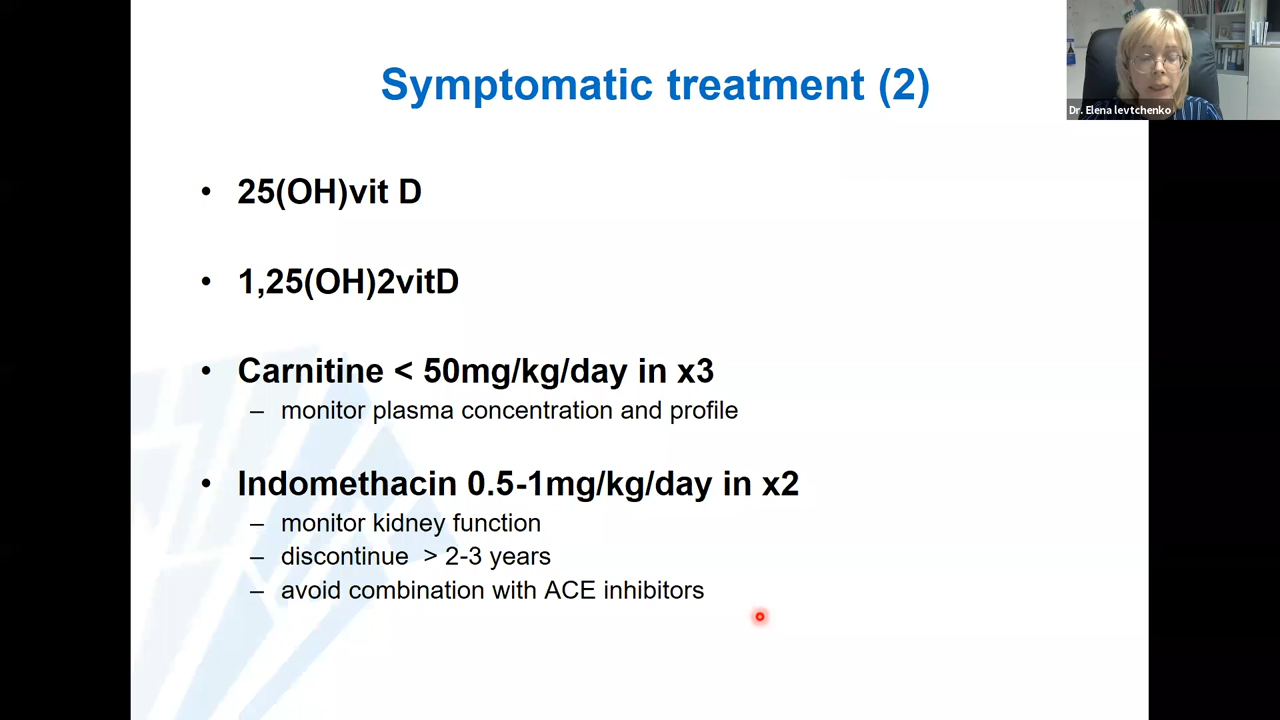 Symptomatic treatment (2)
Dr. Elena levtchenko
• 25(OH)vit D
• 1,25(OH)2vitD
• Carnitine < 50mg/kg/day in x3
– monitor plasma concentration and profile
• Indomethacin 0.5-1mg/kg/day in x2
– monitor kidney function
– discontinue > 2-3 years
– avoid combination with ACE inhibitors